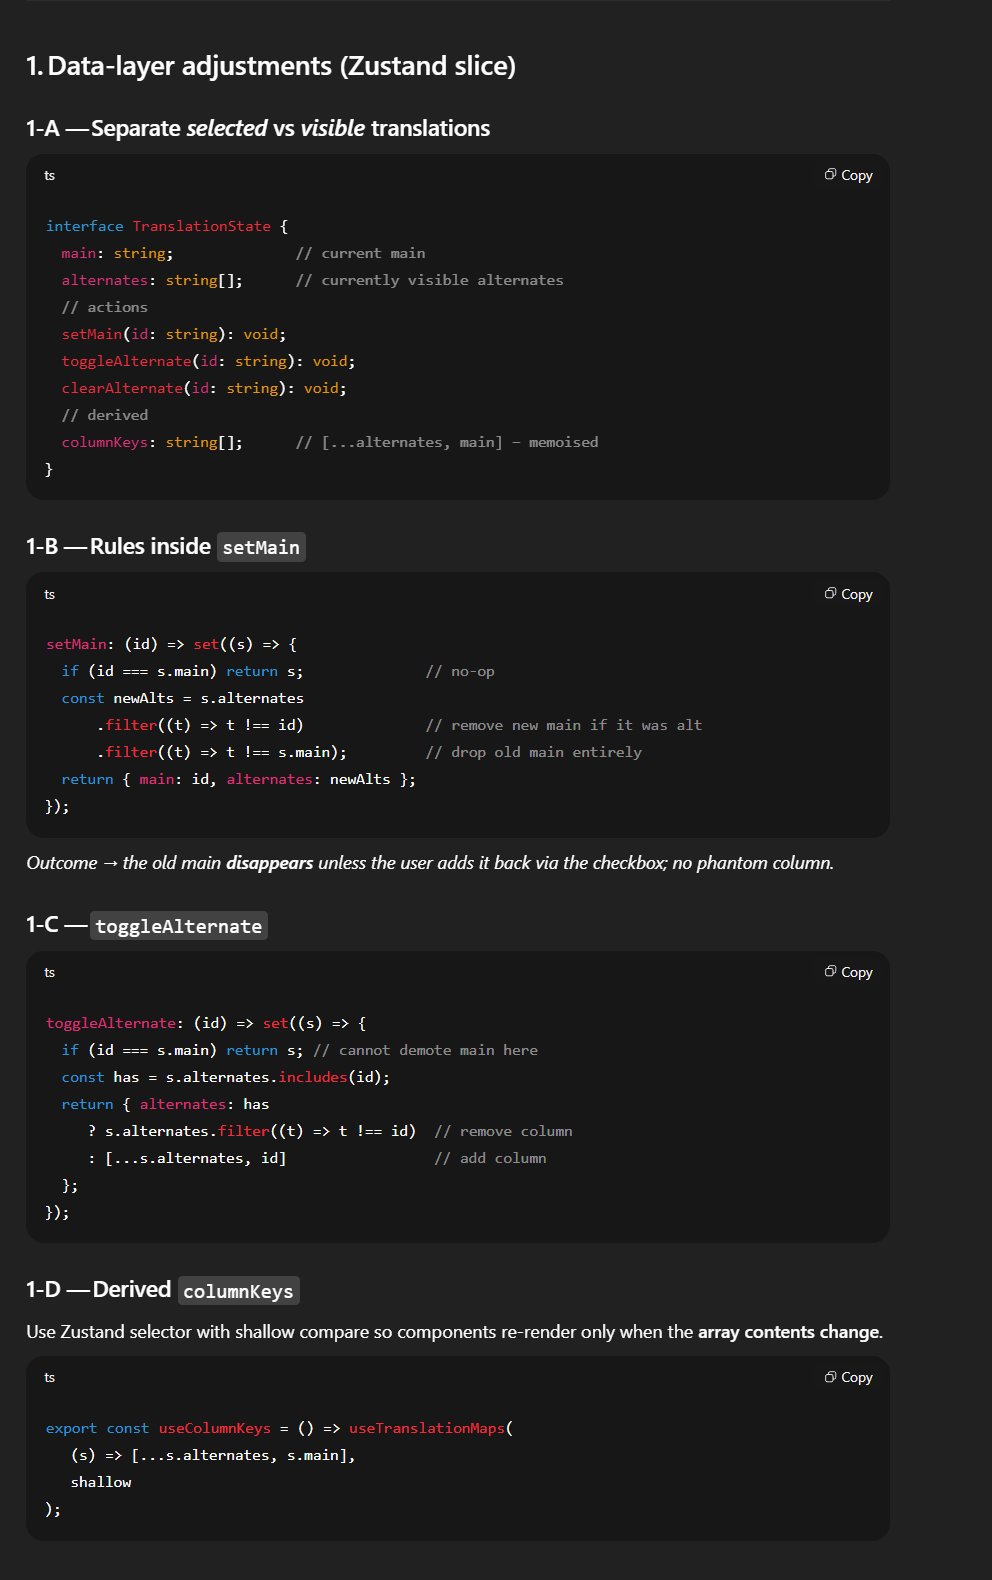 1. Data-layer adjustments (Zustand slice)
1-A — Separate selected vs visible translations
ts
Copy
interface TranslationState {
  main: string;              // current main
  alternates: string[];      // currently visible alternates
  // actions
  setMain(id: string): void;
  toggleAlternate(id: string): void;
  clearAlternate(id: string): void;
  // derived
  columnKeys: string[];      // [...alternates, main] – memoised
}
1-B — Rules inside setMain
ts
Copy
setMain: (id) => set((s) => {
  if (id === s.main) return s;              // no-op
  const newAlts = s.alternates
      .filter((t) => t !== id)              // remove new main if it was alt
      .filter((t) => t !== s.main);         // drop old main entirely
  return { main: id, alternates: newAlts };
});
Outcome → the old main disappears unless the user adds it back via the checkbox; no phantom column.
1-C — toggleAlternate
ts
Copy
toggleAlternate: (id) => set((s) => {
  if (id === s.main) return s; // cannot demote main here
  const has = s.alternates.includes(id);
  return { alternates: has
     ? s.alternates.filter((t) => t !== id)  // remove column
     : [...s.alternates, id]                 // add column
  };
});
1-D — Derived columnKeys
Use Zustand selector with shallow compare so components re-render only when the array contents change.
ts
Copy
export const useColumnKeys = () => useTranslationMaps(
   (s) => [...s.alternates, s.main],
   shallow
);